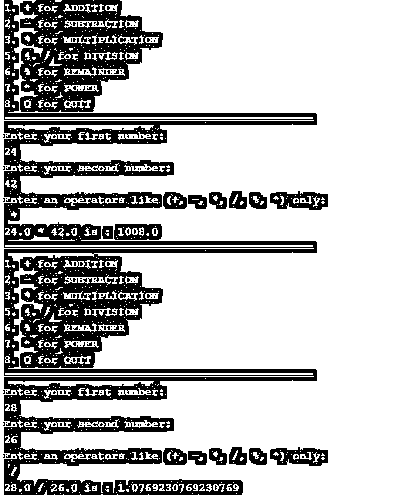 1. + for ADDITION
2. - for SUBTRACTION
3. * for MULTIPLICATION
5. (/, // for DIVISION
6. % for REMAINDER
7. ^ for POWER
8. Q for QUIT
Enter your first number:
24
Enter your second number:
42
Enter an operators like only:
*
24.0 * 42.0 is : 1008.0
1. + for ADDITION
2. - for SUBTRACTION
3. * for MULTIPLICATION
5. (/, // for DIVISION
6. % for REMAINDER
7. ^ for POWER
8. Q for QUIT
Enter your first number:
28
Enter your second number:
26
Enter an operators like only:
/
28.0 / 26.0 is : 1.0769230769230769